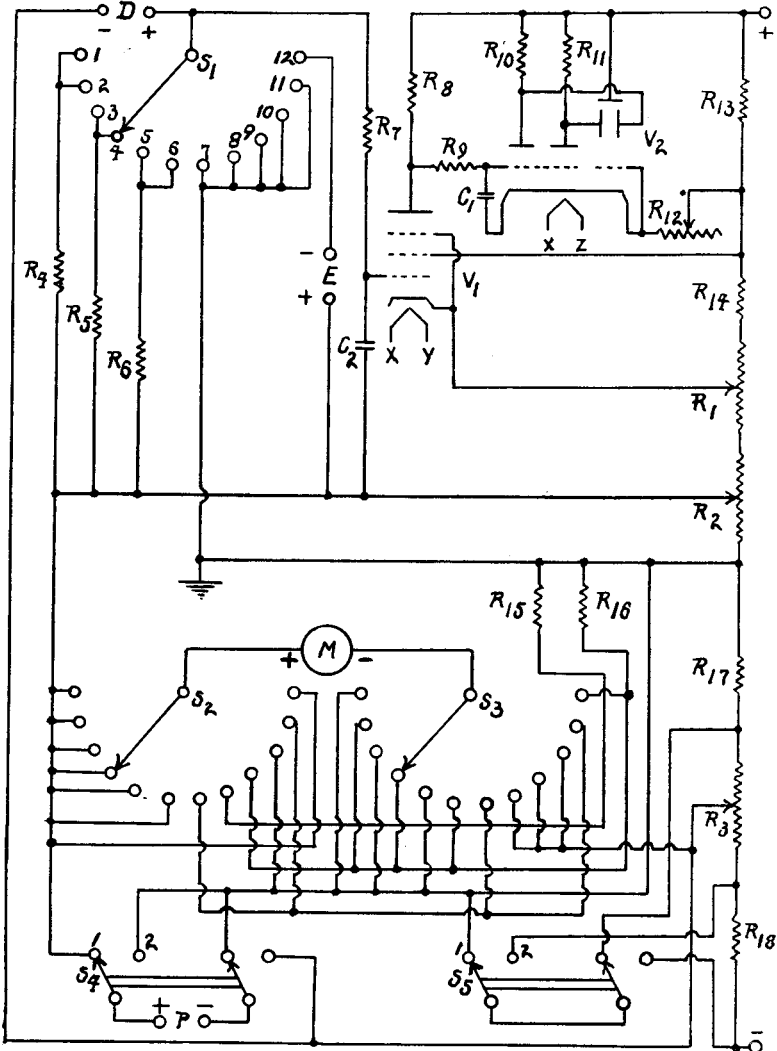 - D + +
1 S1 12
2 11
3 10
4 5 6 7 8 9
R10 R11 R8 R13
R7 R9 V2
C1 R12
X Z
R4 - E + V1 R14
R5 R6 C2 X Y
R1
R2
R15 R16
+ M - R17
S2 S3
R3
1 2 1 2 R18
S4 S5
+ P - -